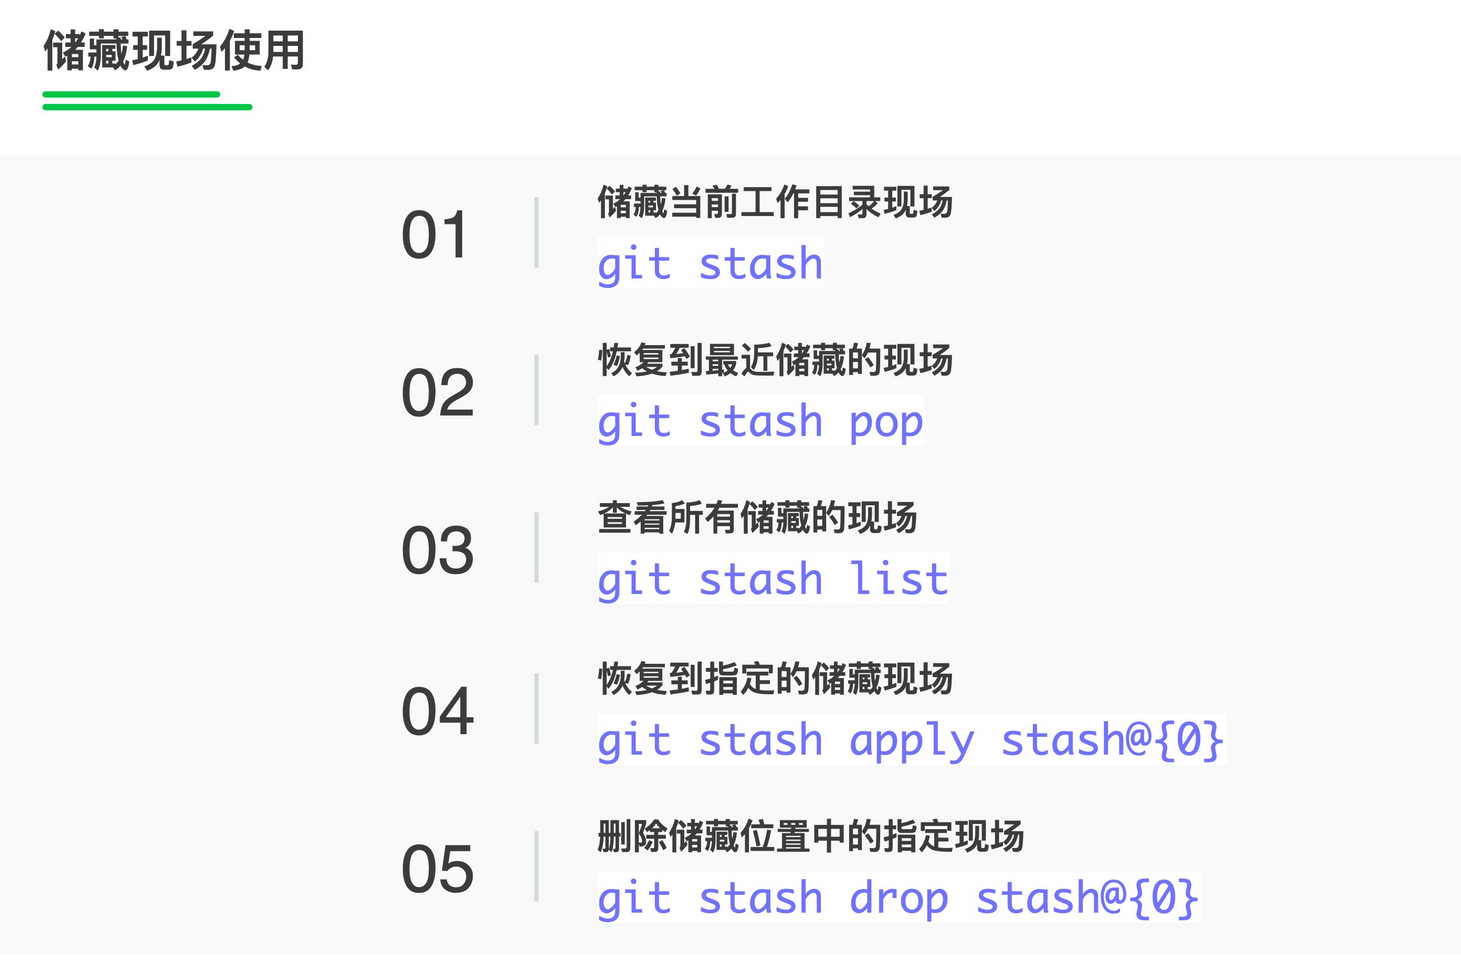 储藏现场使用
01
储藏当前工作目录现场
git stash
02
恢复到最近储藏的现场
git stash pop
03
查看所有储藏的现场
git stash list
04
恢复到指定的储藏现场
git stash apply stash@{0}
05
删除储藏位置中的指定现场
git stash drop stash@{0}